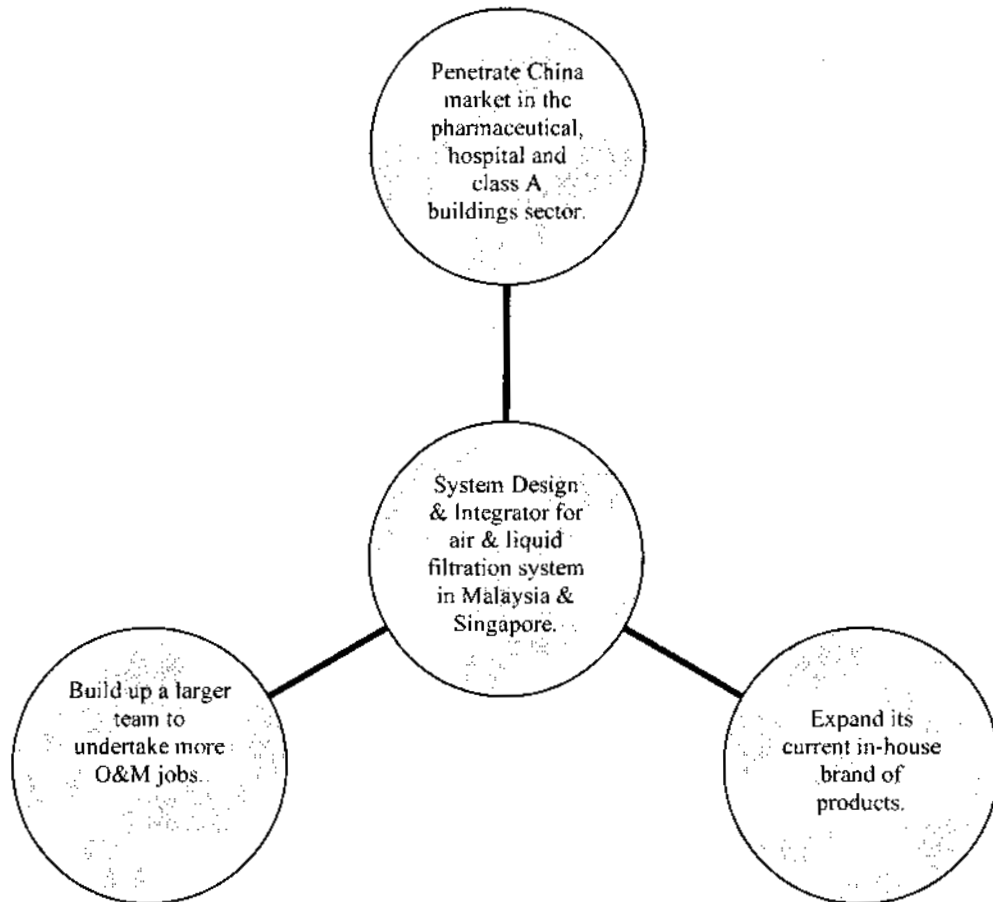 Penetrate China
market in the
pharmaceutical,
hospital and
class A
buildings sector.
System Design
& Integrator for
air & liquid
filtration system
in Malaysia &
Singapore.
Build up a larger
team to
undertake more
O&M jobs.
Expand its
current in-house
brand of
products.